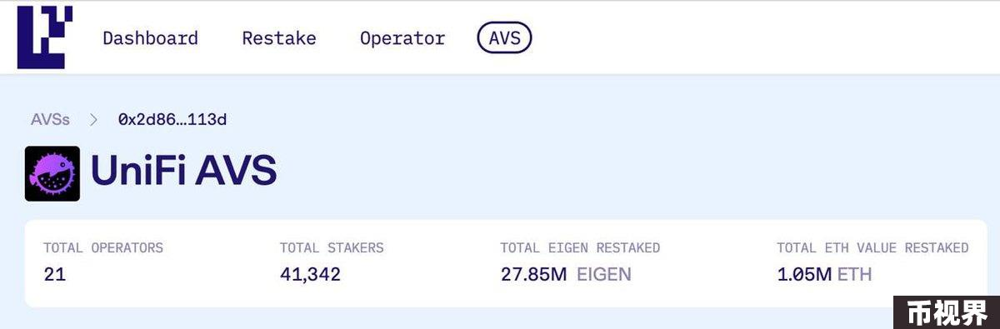 Dashboard Restake Operator AVS
AVSs > 0x2d86...113d
UniFi AVS
TOTAL OPERATORS TOTAL STAKERS TOTAL EIGEN RESTAKED TOTAL ETH VALUE RESTAKED
21 41,342 27.85M EIGEN 1.05M ETH
币视界